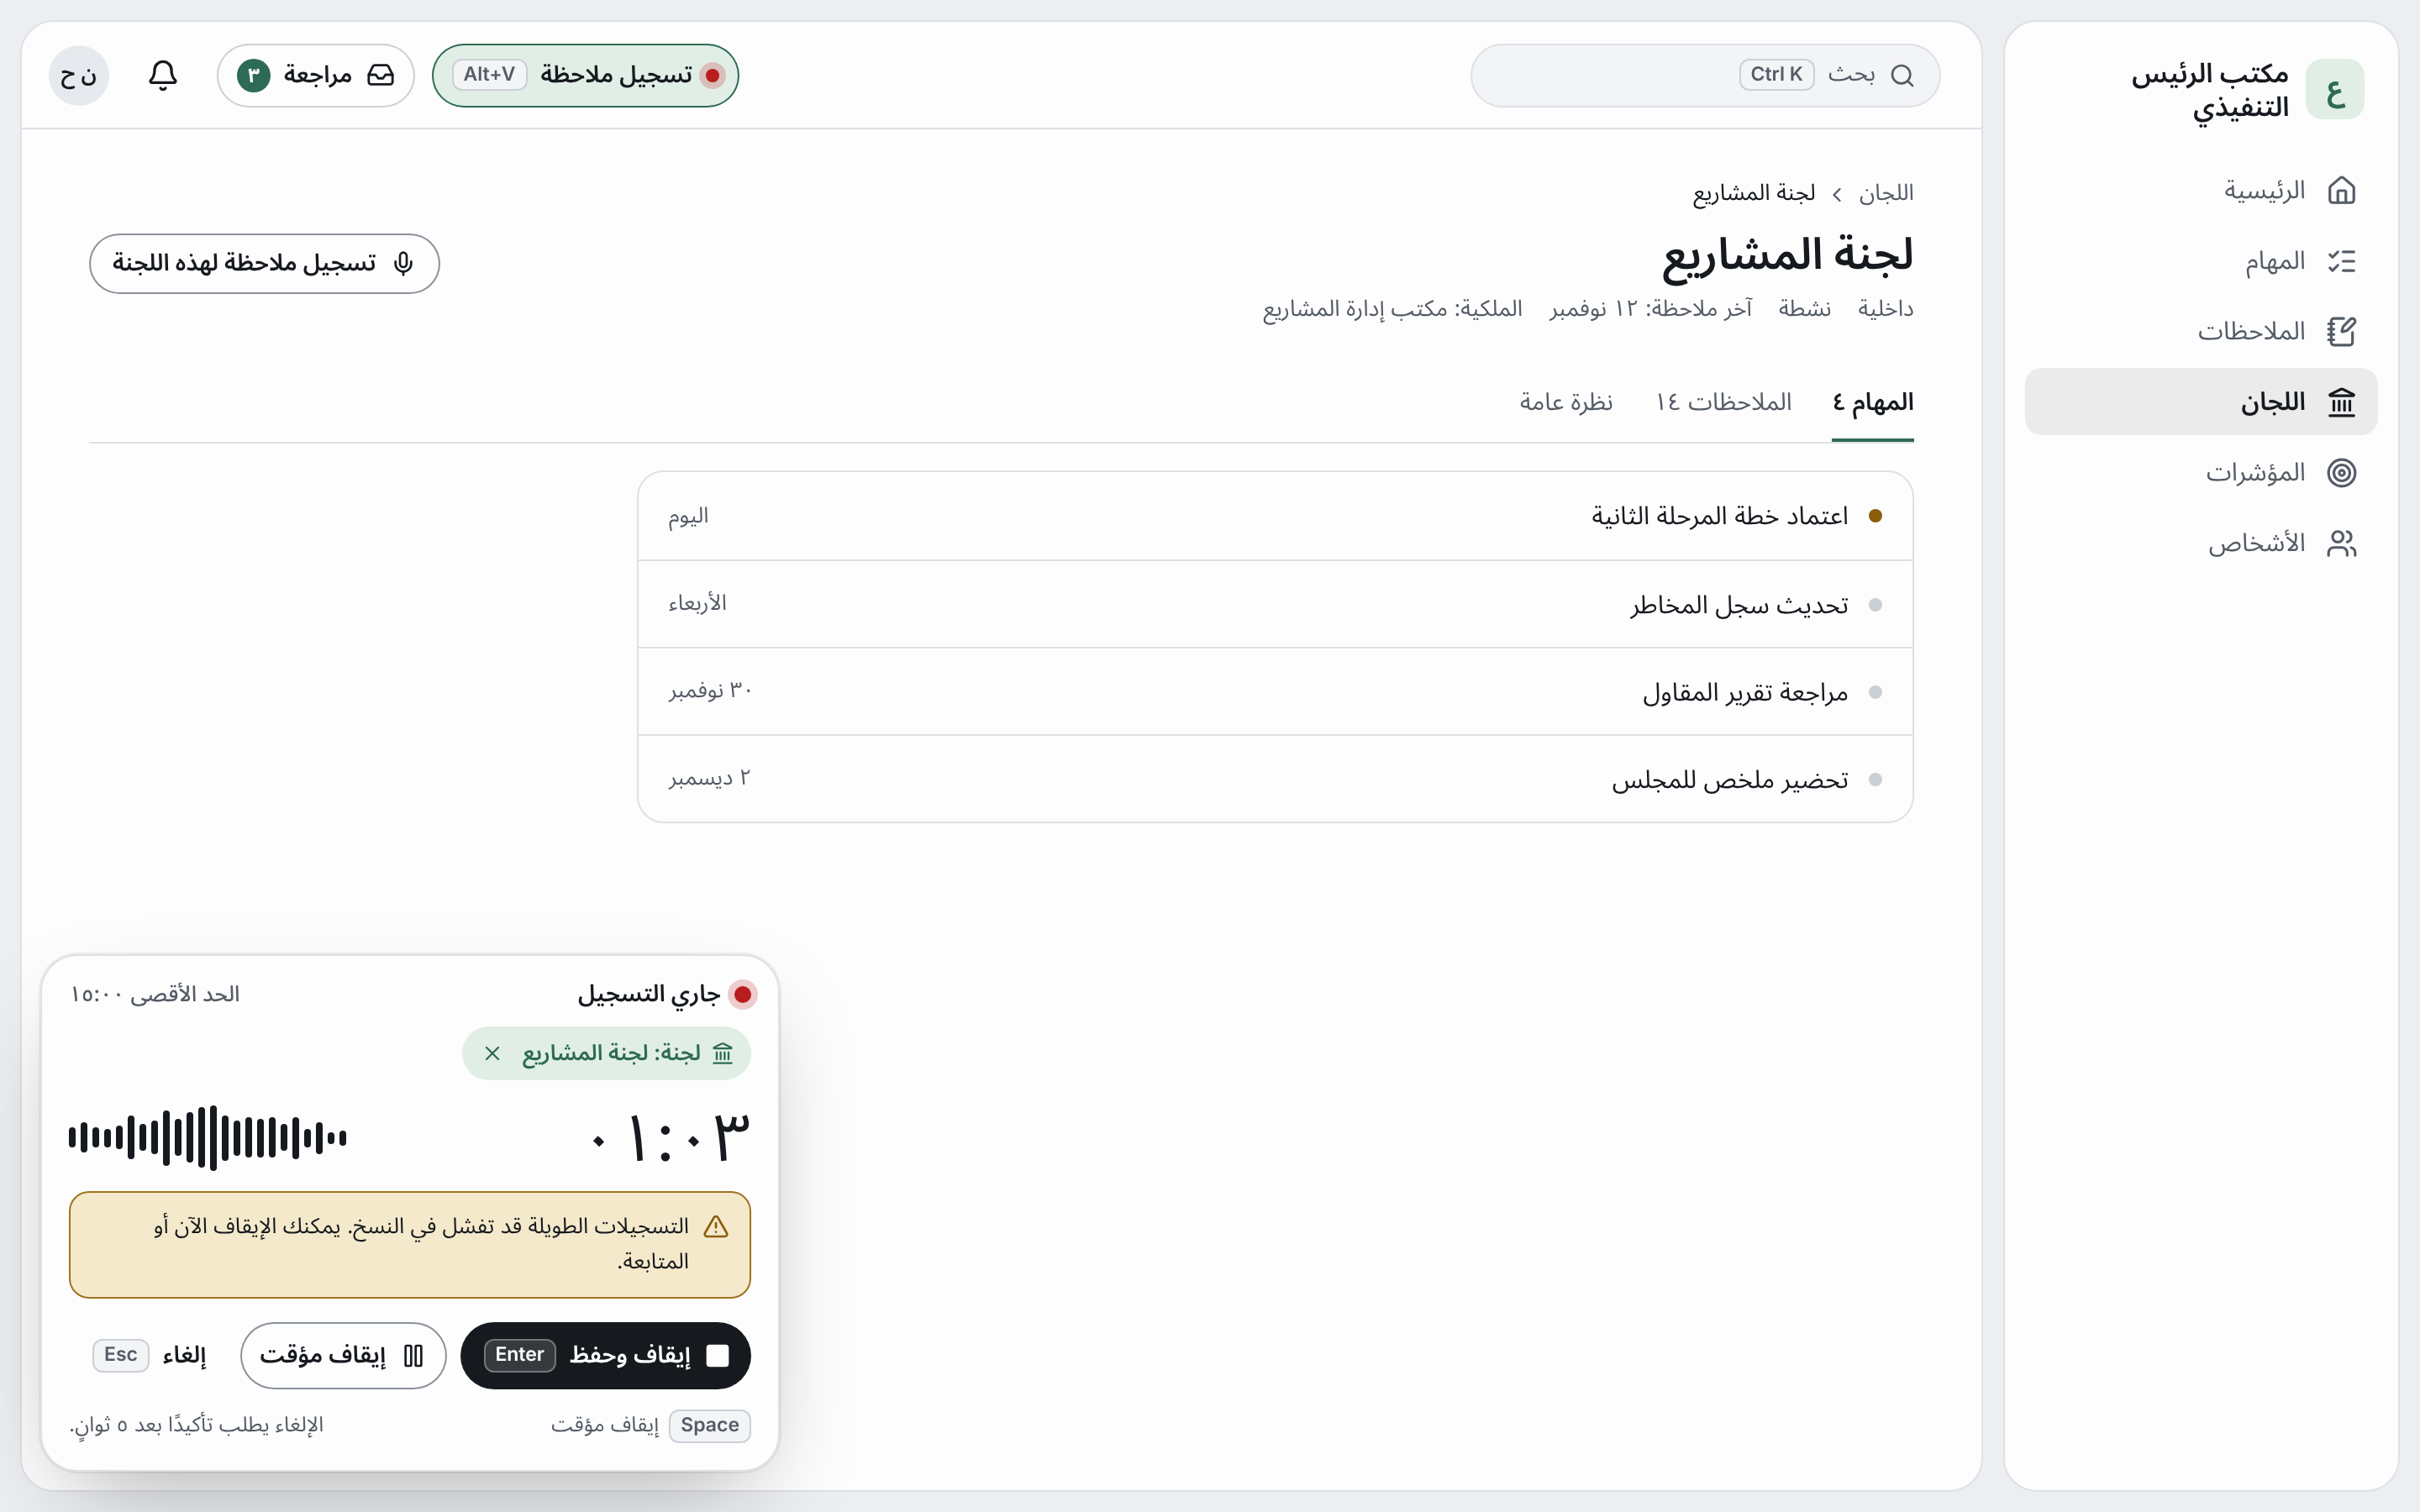 ع
مكتب الرئيس
التنفيذي
الرئيسية
المهام
الملاحظات
اللجان
المؤشرات
الأشخاص
بحث Ctrl K
تسجيل ملاحظة Alt+V
مراجعة ٣
ن ح
اللجان
لجنة المشاريع
لجنة المشاريع
تسجيل ملاحظة لهذه اللجنة
داخلية نشطة آخر ملاحظة: ١٢ نوفمبر الملكية: مكتب إدارة المشاريع
المهام ٤ الملاحظات ١٤ نظرة عامة
اعتماد خطة المرحلة الثانية اليوم
تحديث سجل المخاطر الأربعاء
مراجعة تقرير المقاول ٣٠ نوفمبر
تحضير ملخص للمجلس ٢ ديسمبر
جاري التسجيل الحد الأقصى ١٥:٠٠
لجنة: لجنة المشاريع
٠١:٠٣
التسجيلات الطويلة قد تفشل في النسخ. يمكنك الإيقاف الآن أو
المتابعة.
إيقاف وحفظ Enter إيقاف مؤقت إلغاء Esc
Space إيقاف مؤقت الإلغاء يطلب تأكيدًا بعد ٥ ثوانٍ.